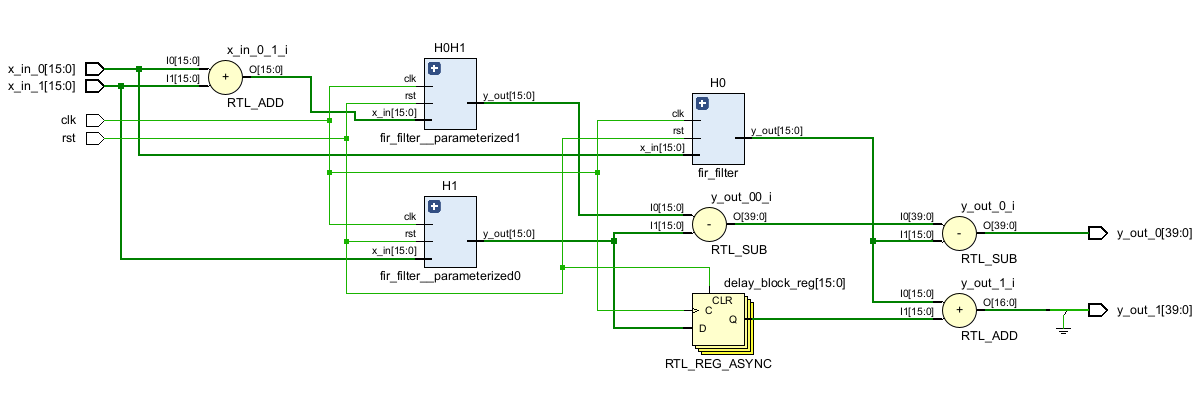 x_in_0[15:0]
x_in_1[15:0]
clk
rst
x_in_0_1_i
I0[15:0]
I1[15:0]
+
O[15:0]
RTL_ADD
H0H1
clk
rst
x_in[15:0]
y_out[15:0]
fir_filter__parameterized1
H0
clk
rst
x_in[15:0]
y_out[15:0]
fir_filter
H1
clk
rst
x_in[15:0]
y_out[15:0]
fir_filter__parameterized0
y_out_00_i
I0[15:0]
I1[15:0]
-
O[39:0]
RTL_SUB
y_out_0_i
I0[39:0]
I1[15:0]
-
O[39:0]
RTL_SUB
y_out_0[39:0]
delay_block_reg[15:0]
CLR
C
D
Q
RTL_REG_ASYNC
y_out_1_i
I0[15:0]
I1[15:0]
+
O[16:0]
RTL_ADD
y_out_1[39:0]